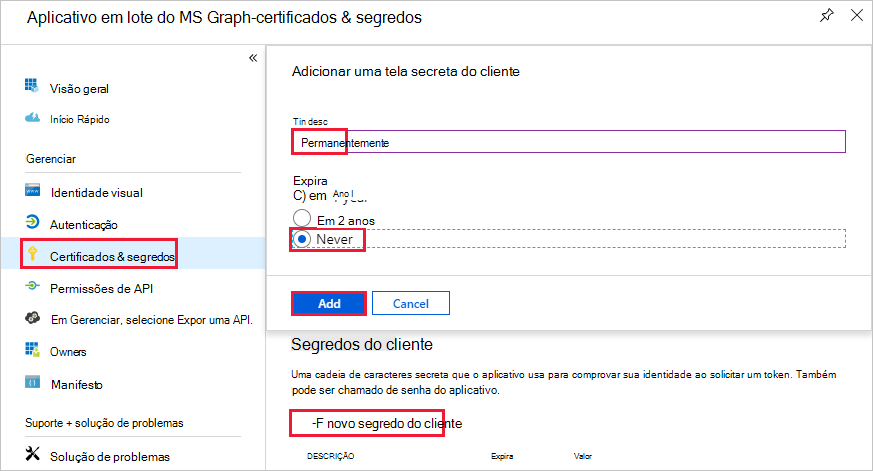 Aplicativo em lote do MS Graph-certificados & segredos
«
Visão geral
Início Rápido
Gerenciar
Identidade visual
Autenticação
Certificados & segredos
Permissões de API
Em Gerenciar, selecione Expor uma API.
Owners
Manifesto
Suporte + solução de problemas
Solução de problemas
Adicionar uma tela secreta do cliente
Tin desc
Permanentemente
Expira
C) em Ano I
Em 2 anos
Never
Add
Cancel
Segredos do cliente
Uma cadeia de caracteres secreta que o aplicativo usa para comprovar sua identidade ao solicitar um token. Também
pode ser chamado de senha do aplicativo.
-F novo segredo do cliente
DESCRIÇÃO Expira Valor